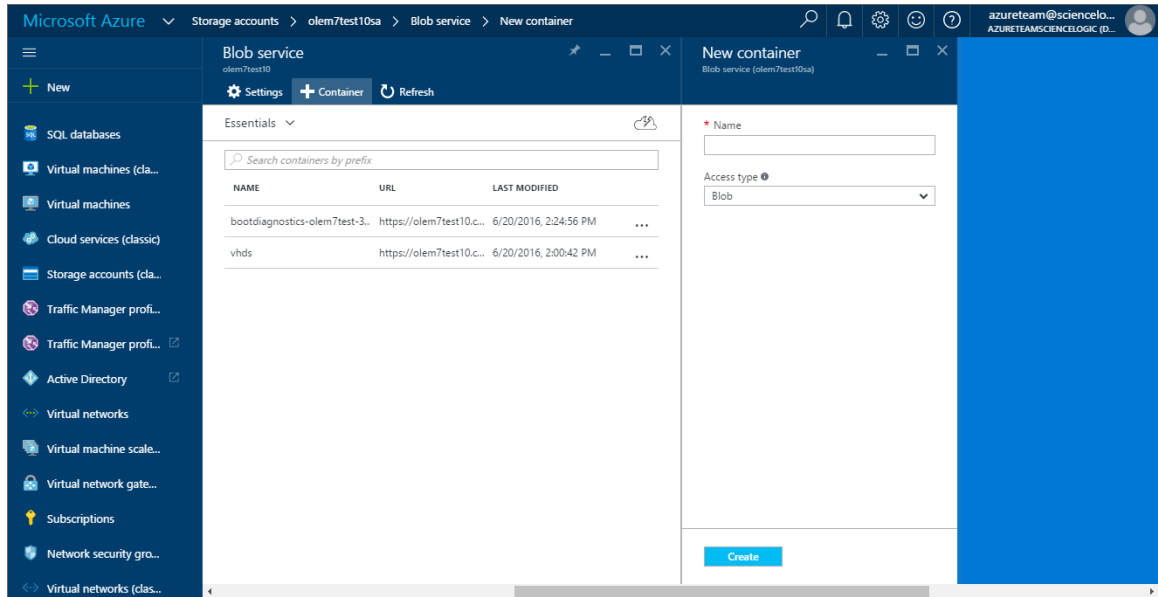 Microsoft Azure Storage accounts > olem7test10sa > Blob service > New container azureteam@sciencelo...
AZURETEAMSCIENCELOGIC (D...
New
SQL databases
Virtual machines (cla...
Virtual machines
Cloud services (classic)
Storage accounts (cla...
Traffic Manager profi...
Traffic Manager profi...
Active Directory
Virtual networks
Virtual machine scale...
Virtual network gate...
Subscriptions
Network security gro...
Virtual networks (clas...
Blob service
olem7test10
Settings Container Refresh
Essentials
Search containers by prefix
NAME URL LAST MODIFIED
bootdiagnostics-olem7test-3.. https://olem7test10.c... 6/20/2016, 2:24:56 PM ...
vhds https://olem7test10.c... 6/20/2016, 2:00:42 PM ...
New container
Blob service (olem7test10sa)
* Name
Access type
Blob
Create